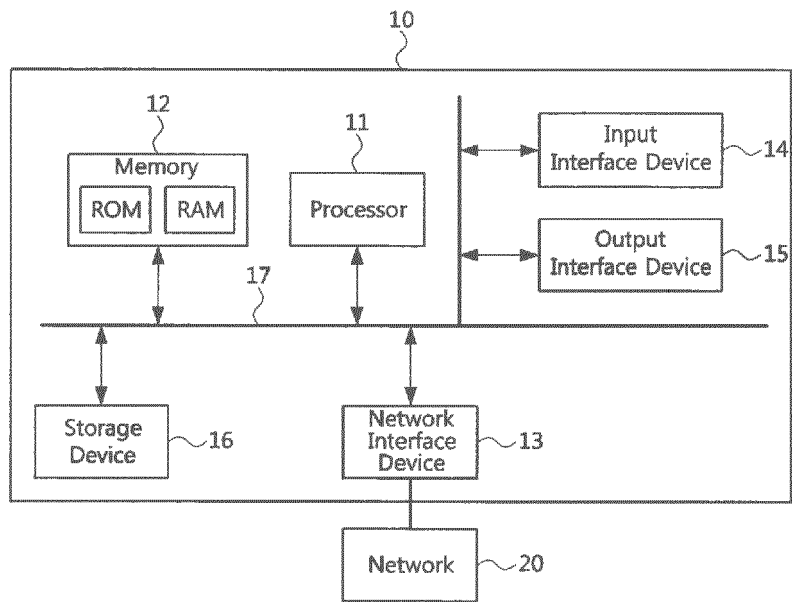 10
12
Memory
ROM
RAM
11
Processor
Input
Interface Device
14
Output
Interface Device
15
17
Storage
Device
16
Network
Interface
Device
13
Network
20